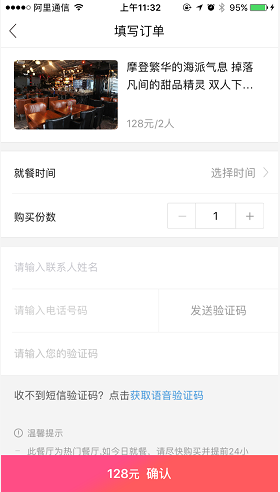 阿里通信 上午11:32 95%
填写订单
摩登繁华的海派气息 掉落
凡间的甜品精灵 双人下...
128元/2人
就餐时间 选择时间
购买份数 — 1 +
请输入联系人姓名
请输入电话号码 发送验证码
请输入您的验证码
收不到短信验证码？点击获取语音验证码
温馨提示
此餐厅为热门餐厅,如今日就餐、请尽快购买并提前24小
128元 确认